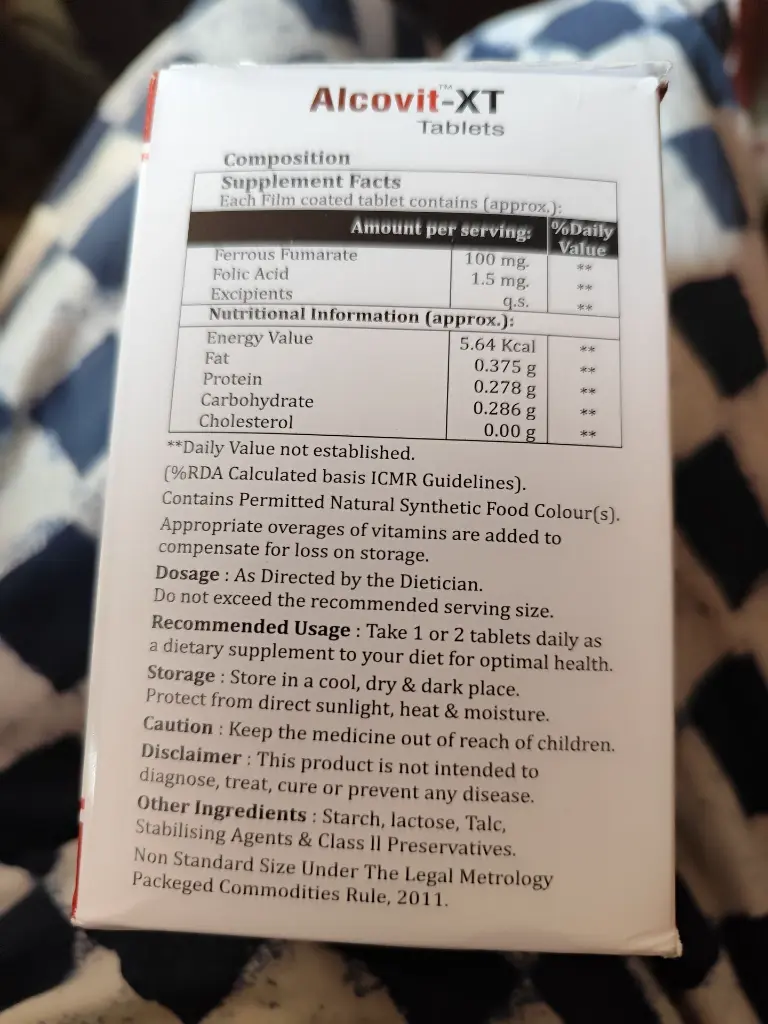 Alcovit™-XT
Tablets
Composition
Supplement Facts
Each Film coated tablet contains (approx.):
Amount per serving: %Daily Value
Ferrous Fumarate 100 mg. **
Folic Acid 1.5 mg. **
Excipients q.s. **
Nutritional Information (approx.):
Energy Value 5.64 Kcal **
Fat 0.375 g **
Protein 0.278 g **
Carbohydrate 0.286 g **
Cholesterol 0.00 g **
**Daily Value not established.
(%RDA Calculated basis ICMR Guidelines).
Contains Permitted Natural Synthetic Food Colour(s).
Appropriate overages of vitamins are added to
compensate for loss on storage.
Dosage : As Directed by the Dietician.
Do not exceed the recommended serving size.
Recommended Usage : Take 1 or 2 tablets daily as
a dietary supplement to your diet for optimal health.
Storage : Store in a cool, dry & dark place.
Protect from direct sunlight, heat & moisture.
Caution : Keep the medicine out of reach of children.
Disclaimer : This product is not intended to
diagnose, treat, cure or prevent any disease.
Other Ingredients : Starch, lactose, Talc,
Stabilising Agents & Class ll Preservatives.
Non Standard Size Under The Legal Metrology
Packeged Commodities Rule, 2011.